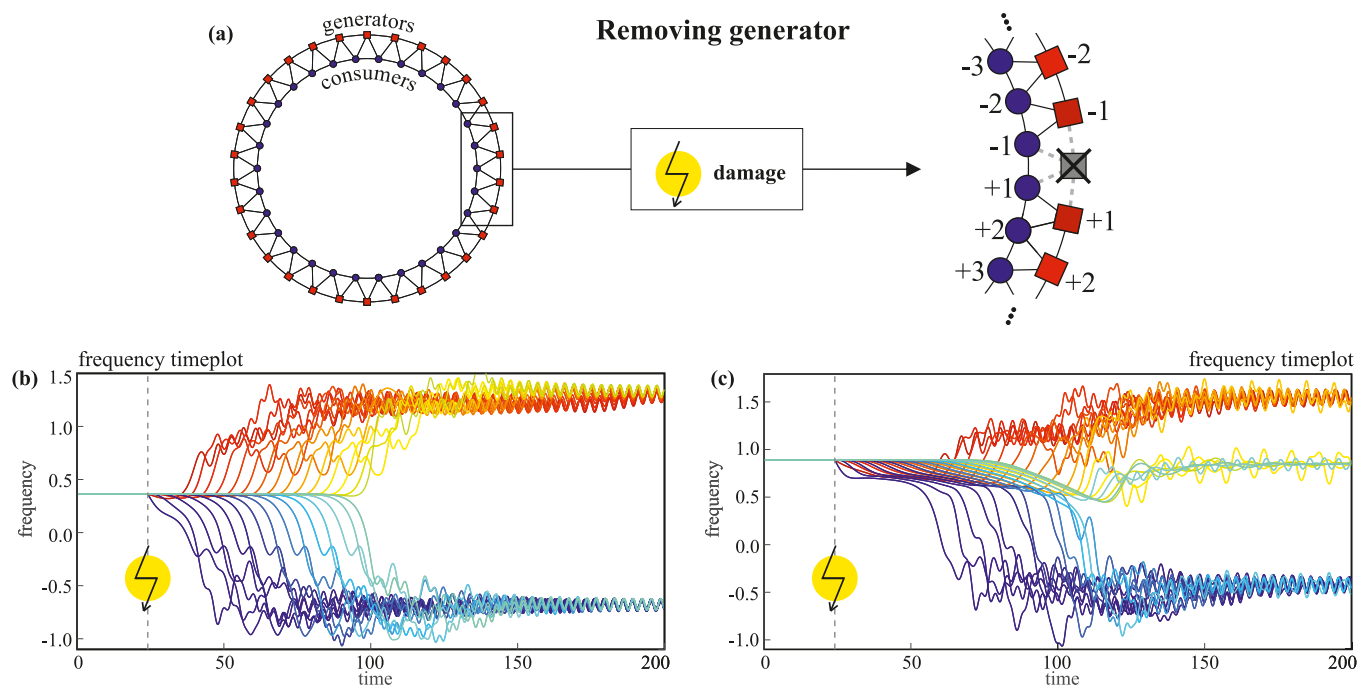 (a)
generators
consumers
Removing generator
damage
-3
-2
-2
-1
-1
+1
+1
+2
+2
+3
frequency timeplot
(b)
1.5
1.0
0.5
0.0
-0.5
-1.0
frequency
0
50
100
150
200
time
frequency timeplot
(c)
1.5
1.0
0.5
0.0
-0.5
-1.0
frequency
0
50
100
150
200
time